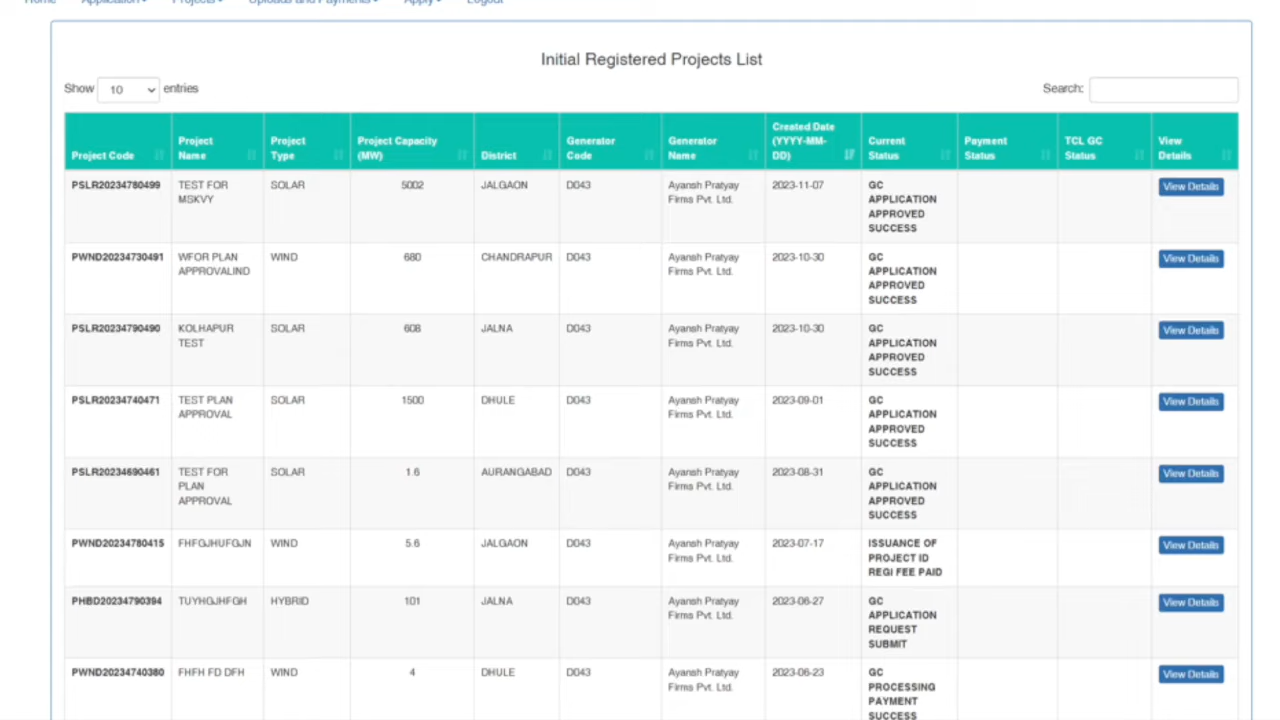 Home Application Projects Uploads and Payments Apply Logout
Initial Registered Projects List
Show 10 entries
Search:
Project Code
Project Name
Project Type
Project Capacity (MW)
District
Generator Code
Generator Name
Created Date (YYYY-MM-DD)
Current Status
Payment Status
TCL GC Status
View Details
PSLR20234780499 TEST FOR MSKVY SOLAR 5002 JALGAON D043 Ayansh Pratyay Firms Pvt. Ltd. 2023-11-07 GC APPLICATION APPROVED SUCCESS View Details
PWND20234730491 WFOR PLAN APPROVALIND WIND 680 CHANDRAPUR D043 Ayansh Pratyay Firms Pvt. Ltd. 2023-10-30 GC APPLICATION APPROVED SUCCESS View Details
PSLR20234790490 KOLHAPUR TEST SOLAR 608 JALNA D043 Ayansh Pratyay Firms Pvt. Ltd. 2023-10-30 GC APPLICATION APPROVED SUCCESS View Details
PSLR20234740471 TEST PLAN APPROVAL SOLAR 1500 DHULE D043 Ayansh Pratyay Firms Pvt. Ltd. 2023-09-01 GC APPLICATION APPROVED SUCCESS View Details
PSLR20234690461 TEST FOR PLAN APPROVAL SOLAR 1.6 AURANGABAD D043 Ayansh Pratyay Firms Pvt. Ltd. 2023-08-31 GC APPLICATION APPROVED SUCCESS View Details
PWND20234780415 FHFGJHUFGJN WIND 5.6 JALGAON D043 Ayansh Pratyay Firms Pvt. Ltd. 2023-07-17 ISSUANCE OF PROJECT ID REGI FEE PAID View Details
PHBD20234790394 TUYHGJHFGH HYBRID 101 JALNA D043 Ayansh Pratyay Firms Pvt. Ltd. 2023-06-27 GC APPLICATION REQUEST SUBMIT View Details
PWND20234740380 FHFH FD DFH WIND 4 DHULE D043 Ayansh Pratyay Firms Pvt. Ltd. 2023-06-23 GC PROCESSING PAYMENT SUCCESS View Details